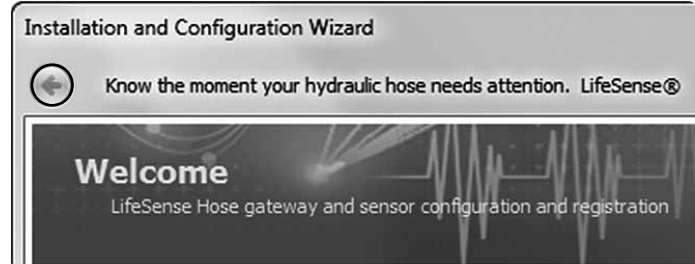 Installation and Configuration Wizard
Know the moment your hydraulic hose needs attention. LifeSense®
Welcome
LifeSense Hose gateway and sensor configuration and registration